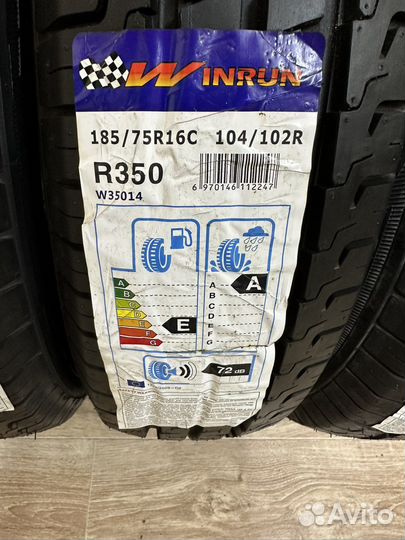 WINRUN
185/75R16C 104/102R
R350
W35014
6 970146 112247
A
B
C
D
E
F
G
E
A
B
C
D
E
F
G
A
72 dB
Avito